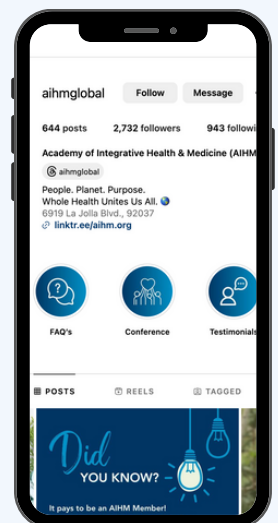 aihmglobal Follow Message
644 posts 2,732 followers 943 followi
Academy of Integrative Health & Medicine (AIHM
aihmglobal
People. Planet. Purpose.
Whole Health Unites Us All.
6919 La Jolla Blvd., 92037
linktr.ee/aihm.org
FAQ's Conference Testimonials
POSTS REELS TAGGED
Did
YOU KNOW?
It pays to be an AIHM Member!